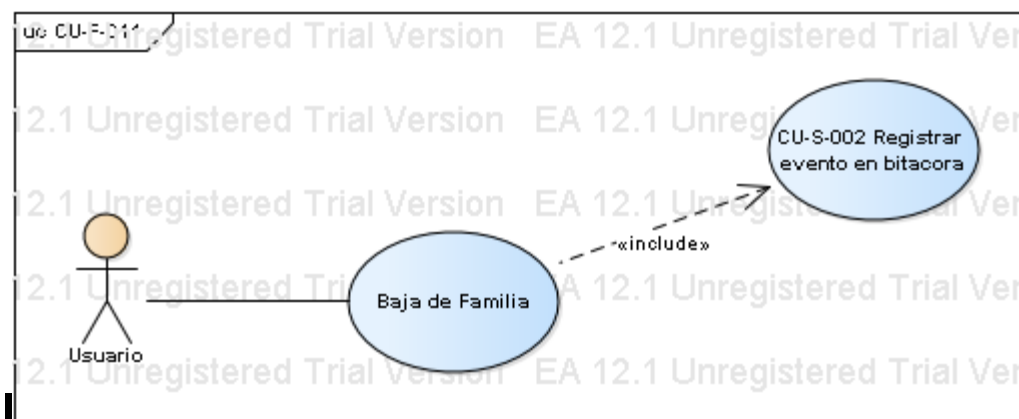 uc CU-F-011
12.1 Unregistered Trial Version EA 12.1 Unregistered Trial Ver
12.1 Unregistered Trial Version EA 12.1 Unregistered Trial Ver
CU-S-002 Registrar
evento en bitacora
12.1 Unregistered Trial Version EA 12.1 Unregistered Trial Ver
«include»
12.1 Unregistered Trial Version EA 12.1 Unregistered Trial Ver
Baja de Familia
Usuario
12.1 Unregistered Trial Version EA 12.1 Unregistered Trial Ver